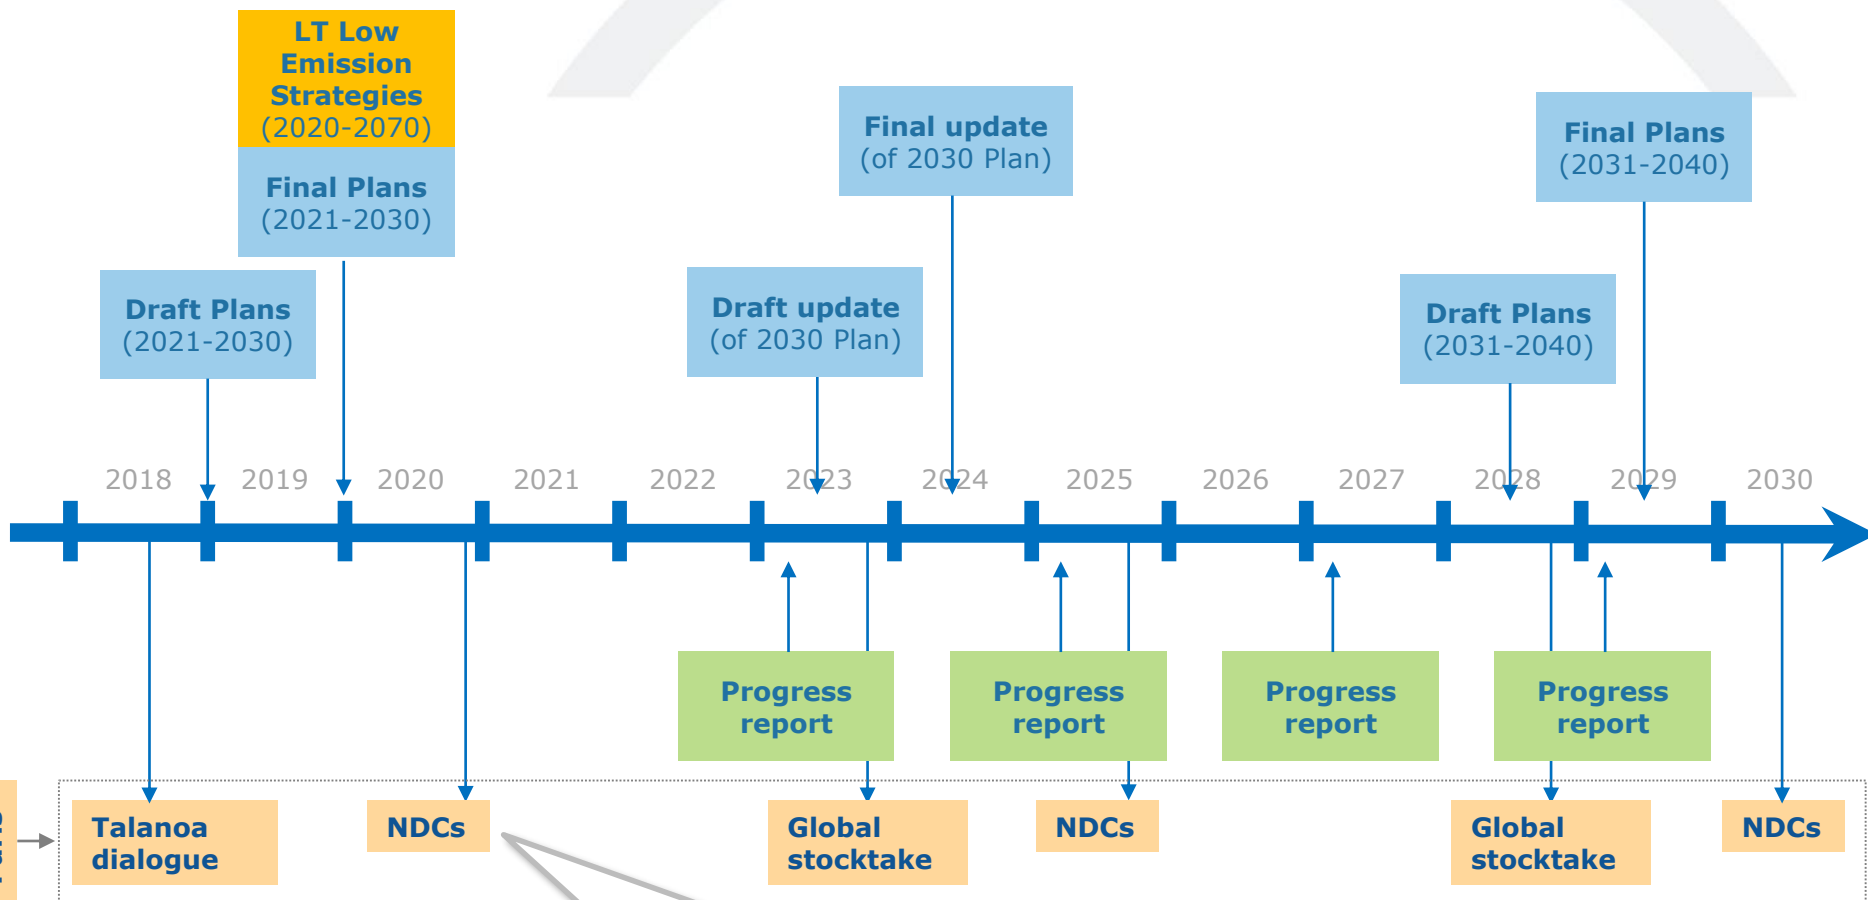 LT Low
Emission
Strategies
(2020-2070)
Final Plans
(2021-2030)
Draft Plans
(2021-2030)
Final update
(of 2030 Plan)
Draft update
(of 2030 Plan)
Final Plans
(2031-2040)
Draft Plans
(2031-2040)
2018 2019 2020 2021 2022 2023 2024 2025 2026 2027 2028 2029 2030
Progress
report
Progress
report
Progress
report
Progress
report
Talanoa
dialogue
NDCs
Global
stocktake
NDCs
Global
stocktake
NDCs